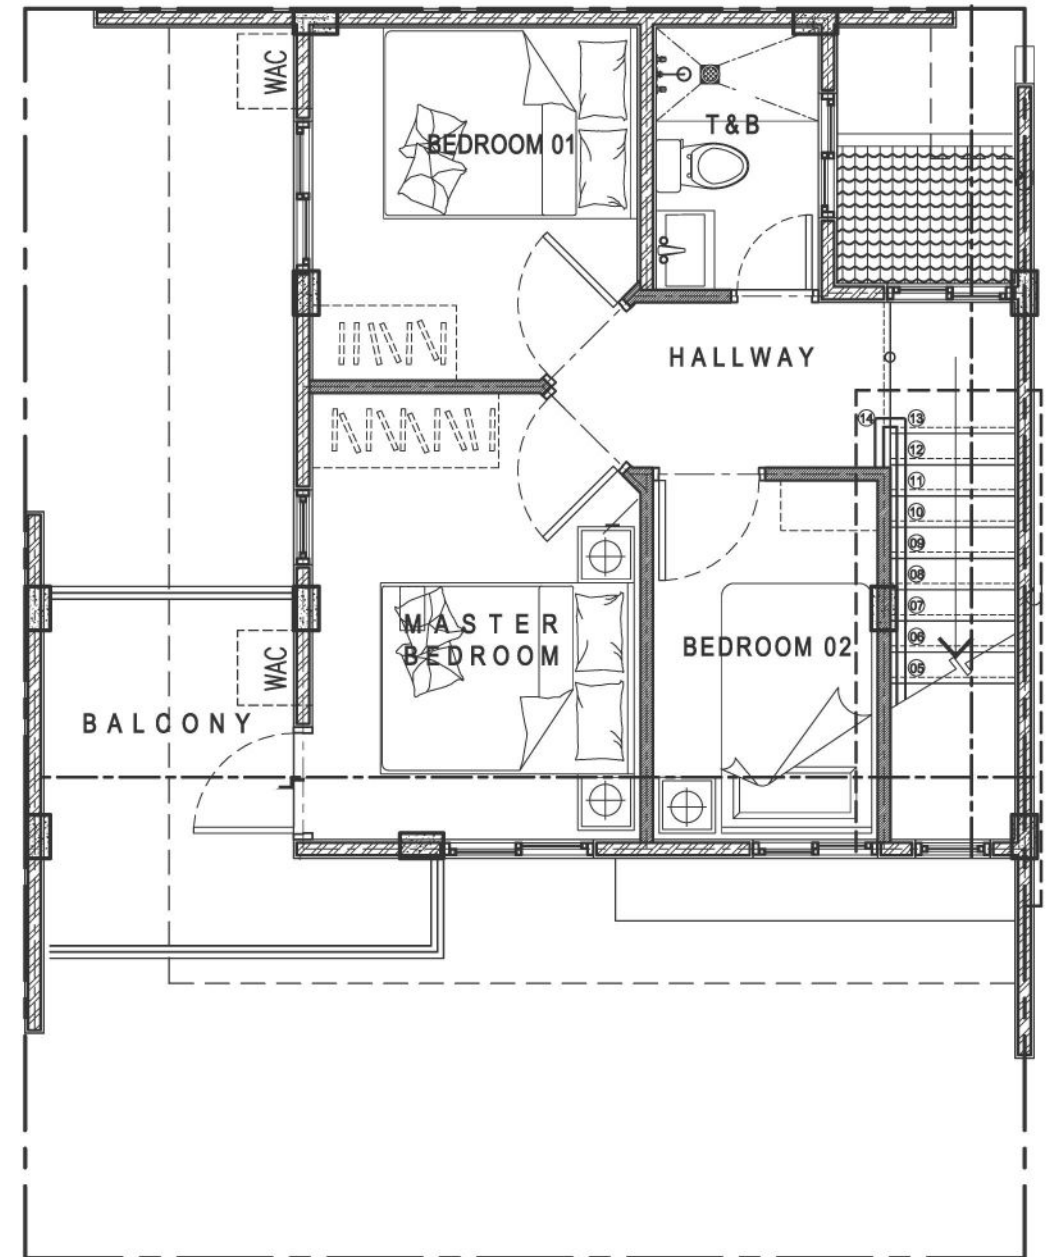 WAC
BEDROOM 01
T&B
HALLWAY
14
13
12
11
10
09
08
07
06
05
MASTER
BEDROOM
BEDROOM 02
WAC
BALCONY